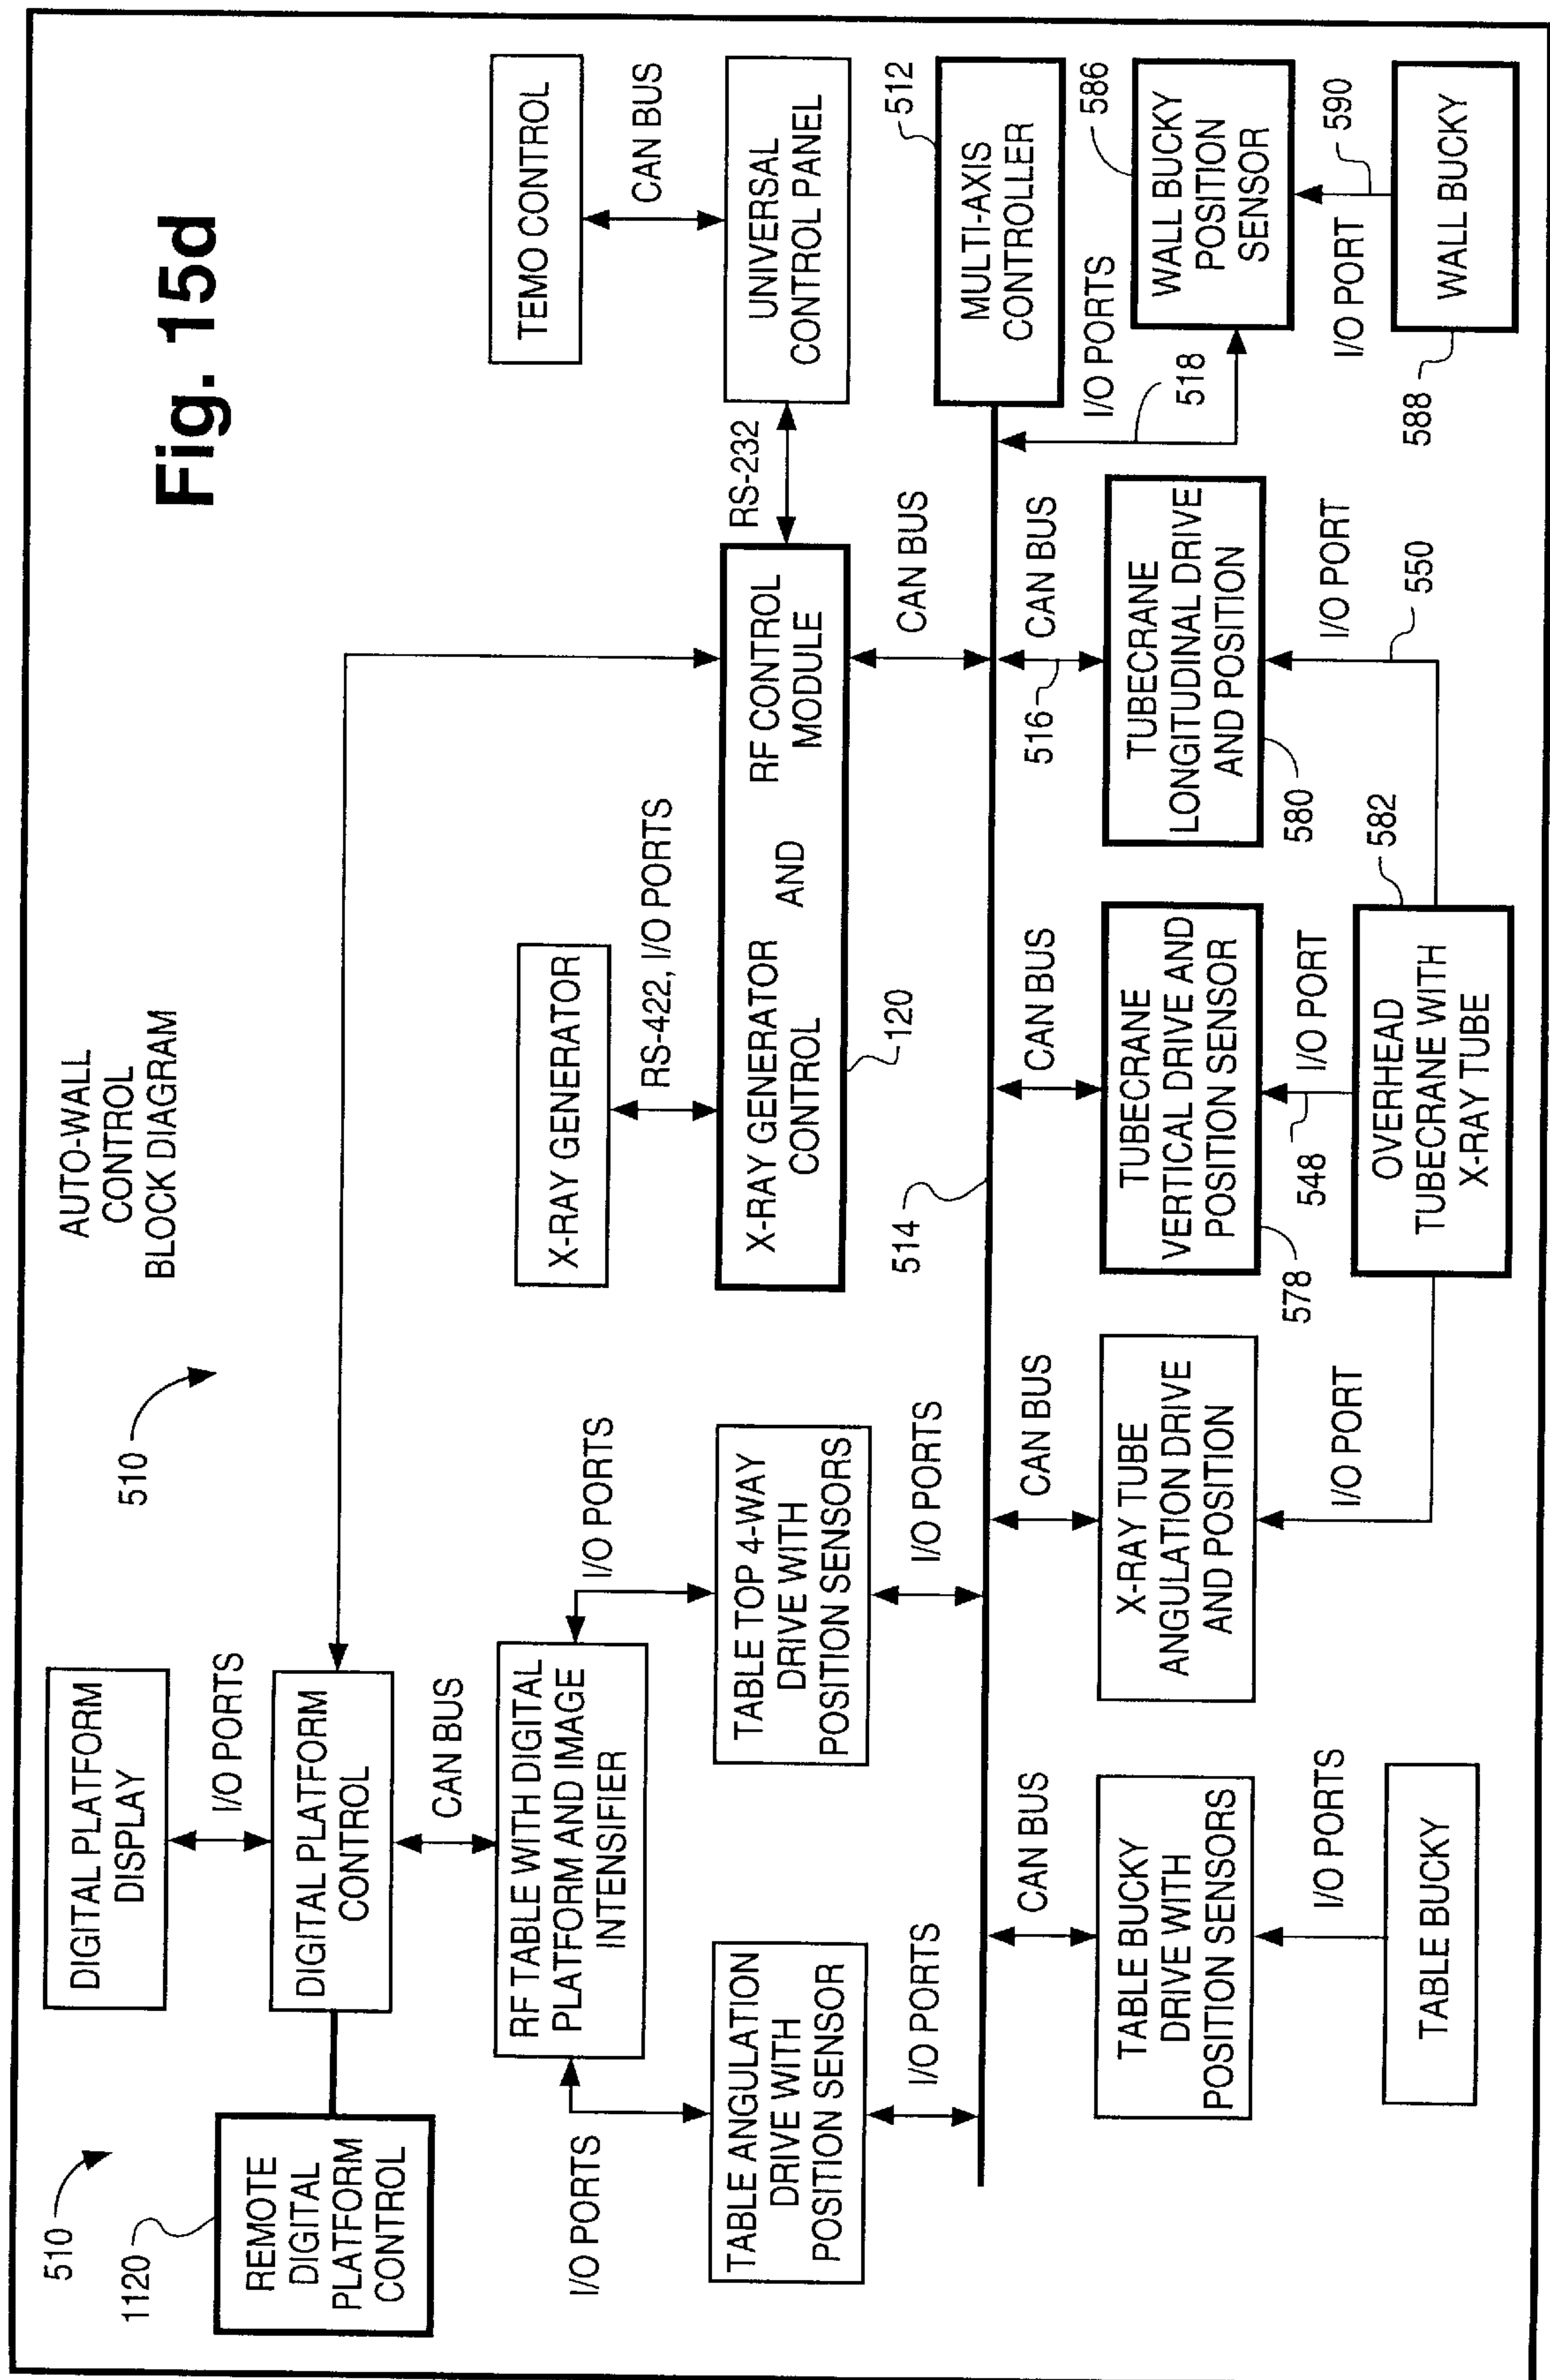 Fig. 15d
AUTO-WALL
CONTROL
BLOCK DIAGRAM
510
510
1120
REMOTE
DIGITAL
PLATFORM
CONTROL
DIGITAL PLATFORM
DISPLAY
I/O PORTS
DIGITAL PLATFORM
CONTROL
CAN BUS
RF TABLE WITH DIGITAL
PLATFORM AND IMAGE
INTENSIFIER
I/O PORTS
I/O PORTS
TABLE ANGULATION
DRIVE WITH
POSITION SENSOR
I/O PORTS
TABLE TOP 4-WAY
DRIVE WITH
POSITION SENSORS
I/O PORTS
X-RAY GENERATOR
RS-422, I/O PORTS
X-RAY GENERATOR
CONTROL
AND
RF CONTROL
MODULE
120
CAN BUS
TEMO CONTROL
CAN BUS
UNIVERSAL
CONTROL PANEL
RS-232
512
MULTI-AXIS
CONTROLLER
514
CAN BUS
TABLE BUCKY
DRIVE WITH
POSITION SENSORS
I/O PORTS
TABLE BUCKY
CAN BUS
X-RAY TUBE
ANGULATION DRIVE
AND POSITION
I/O PORT
CAN BUS
TUBECRANE
VERTICAL DRIVE AND
POSITION SENSOR
578
548
I/O PORT
OVERHEAD
TUBECRANE WITH
X-RAY TUBE
582
516
CAN BUS
TUBECRANE
LONGITUDINAL DRIVE
AND POSITION
580
I/O PORT
550
I/O PORTS
518
586
WALL BUCKY
POSITION
SENSOR
I/O PORT
590
588
WALL BUCKY